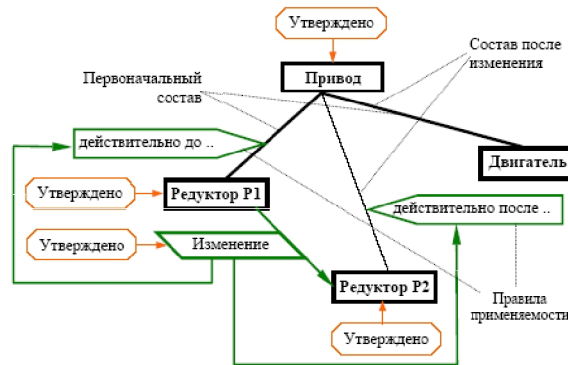 Утверждено
Состав после
изменения
Привод
Первоначальный
состав
действительно до ..
Двигатель
Утверждено
Редуктор Р1
действительно после ..
Утверждено
Изменение
Редуктор Р2
Правила
применяемости
Утверждено